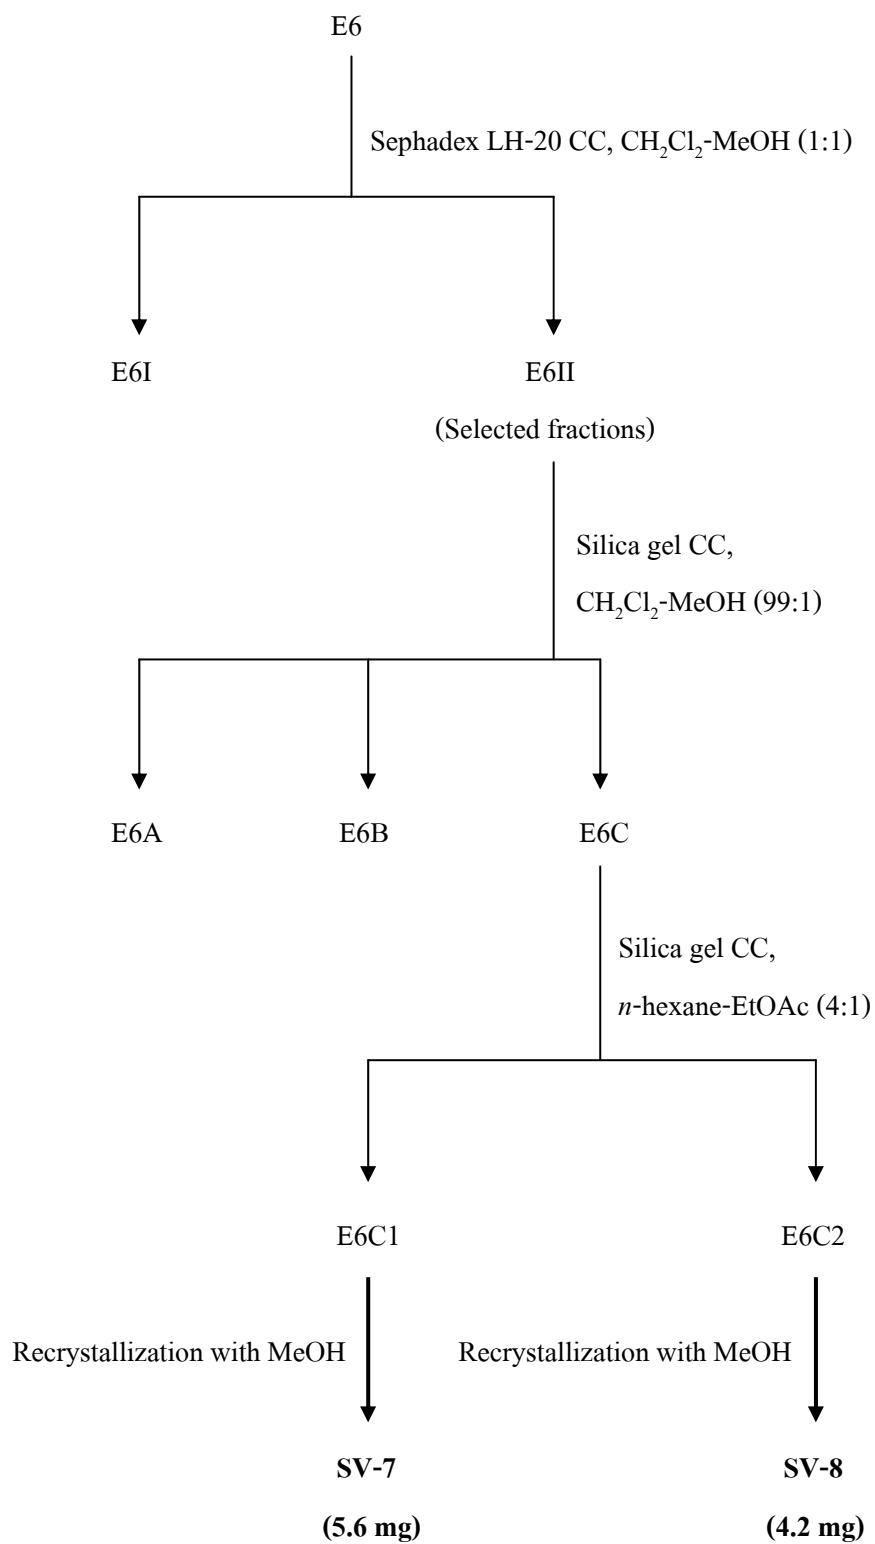 E6
Sephadex LH-20 CC, CH₂Cl₂-MeOH (1:1)
E6I
E6II
(Selected fractions)
Silica gel CC,
CH₂Cl₂-MeOH (99:1)
E6A
E6B
E6C
Silica gel CC,
n-hexane-EtOAc (4:1)
E6C1
E6C2
Recrystallization with MeOH
Recrystallization with MeOH
SV-7
SV-8
(5.6 mg)
(4.2 mg)